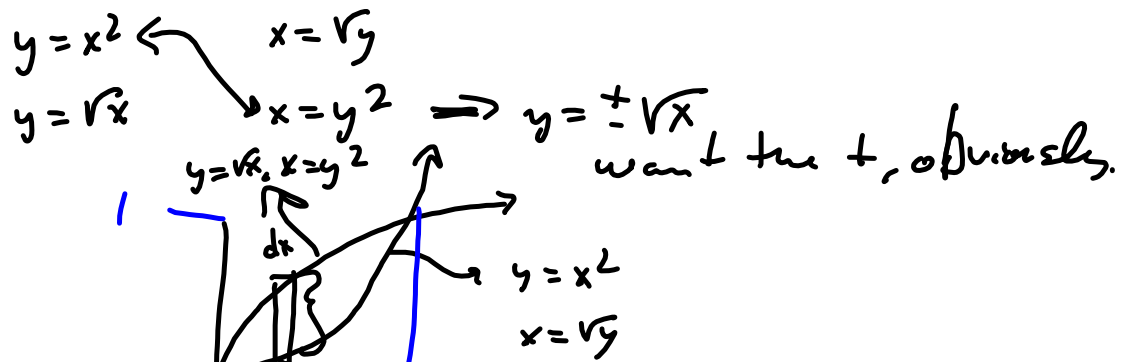 y = x² x = √y
y = √x x = y² ⟹ y = ±√x
want the +, obviously.
y=√x, x=y²
1
dx
y = x²
x = √y